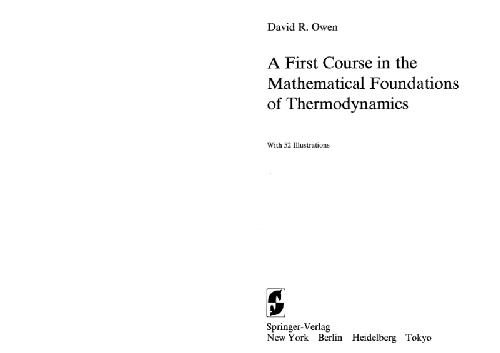 David R. Owen
A First Course in the
Mathematical Foundations
of Thermodynamics
With 52 Illustrations
Springer-Verlag
New York Berlin Heidelberg Tokyo